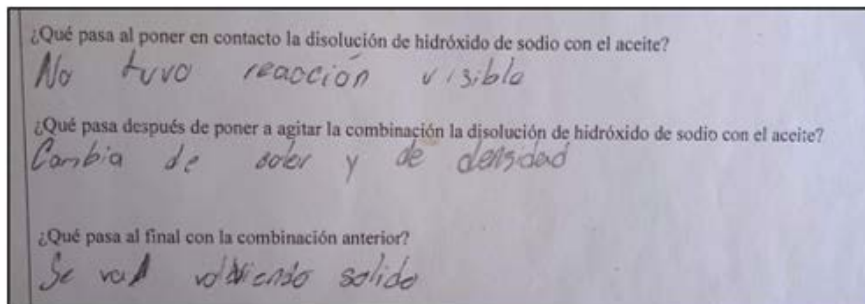 ¿Qué pasa al poner en contacto la disolución de hidróxido de sodio con el aceite?
No tuvo reacción visible
¿Qué pasa después de poner a agitar la combinación la disolución de hidróxido de sodio con el aceite?
Cambia de y de densidad
¿Qué pasa al final con la combinación anterior?
Se va volviendo solido